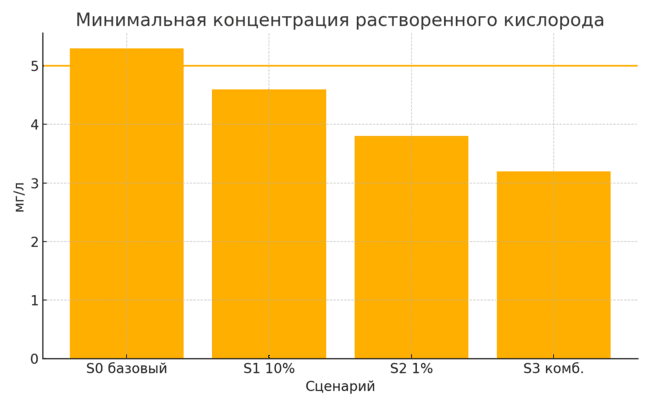 Минимальная концентрация растворенного кислорода
мг/л
5
4
3
2
1
0
S0 базовый
S1 10%
S2 1%
S3 комб.
Сценарий